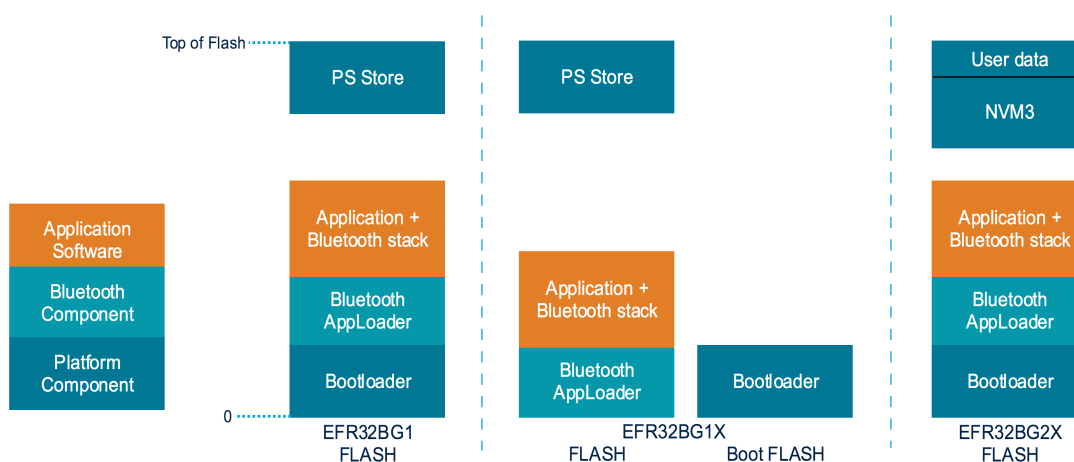 Top of Flash
PS Store
PS Store
User data
NVM3
Application
Software
Bluetooth
Component
Platform
Component
Application +
Bluetooth stack
Bluetooth
AppLoader
Bootloader
Application +
Bluetooth stack
Bluetooth
AppLoader
Bootloader
Application +
Bluetooth stack
Bluetooth
AppLoader
Bootloader
0
EFR32BG1
FLASH
EFR32BG1X
FLASH
Boot FLASH
EFR32BG2X
FLASH